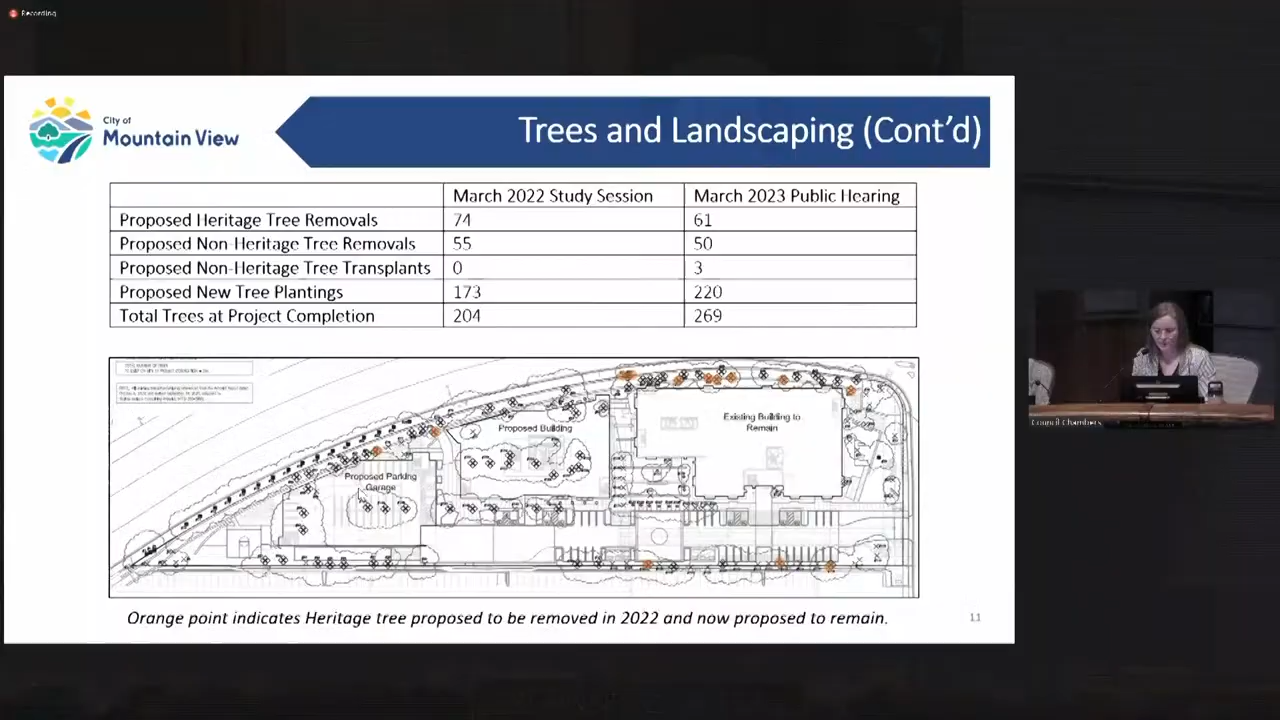 Recording
City of
Mountain View
Trees and Landscaping (Cont'd)
March 2022 Study Session
March 2023 Public Hearing
Proposed Heritage Tree Removals 74 61
Proposed Non-Heritage Tree Removals 55 50
Proposed Non-Heritage Tree Transplants 0 3
Proposed New Tree Plantings 173 220
Total Trees at Project Completion 204 269
Proposed Building
Existing Building to
Remain
Proposed Parking
Garage
Orange point indicates Heritage tree proposed to be removed in 2022 and now proposed to remain.
11
Council Chambers